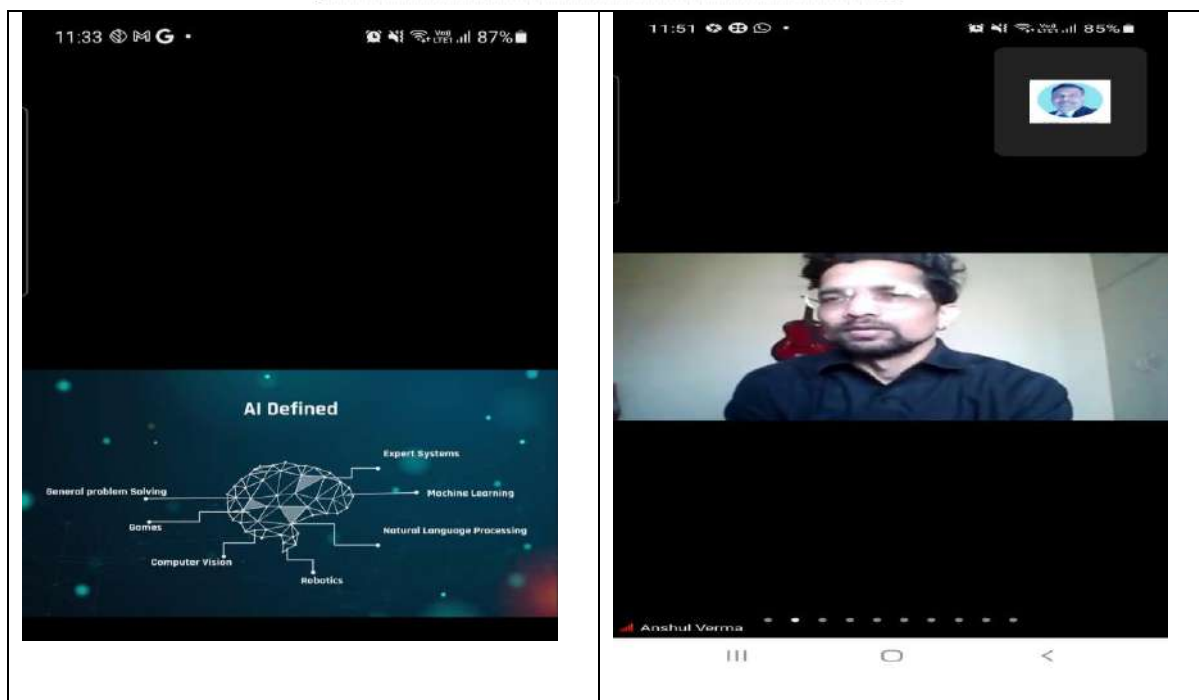 11:33 M G • 87%
AI Defined
Expert Systems
General problem Solving
Machine Learning
Games
Natural Language Processing
Computer Vision
Robotics
11:51 • 85%
Anshul Verma